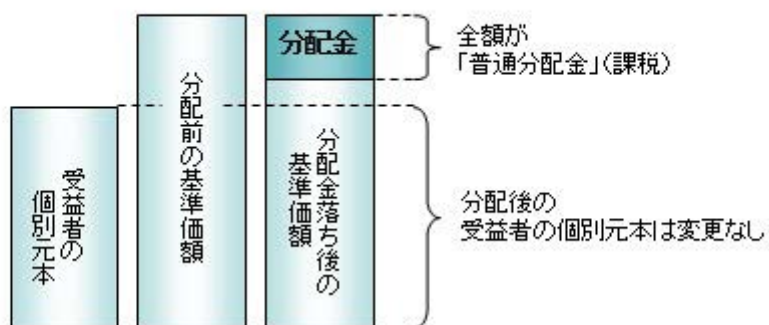 受益者の
個別元本
分配前の基準価額
分配金
分配金落ち後の
基準価額
全額が
「普通分配金」(課税)
分配後の
受益者の個別元本は変更なし